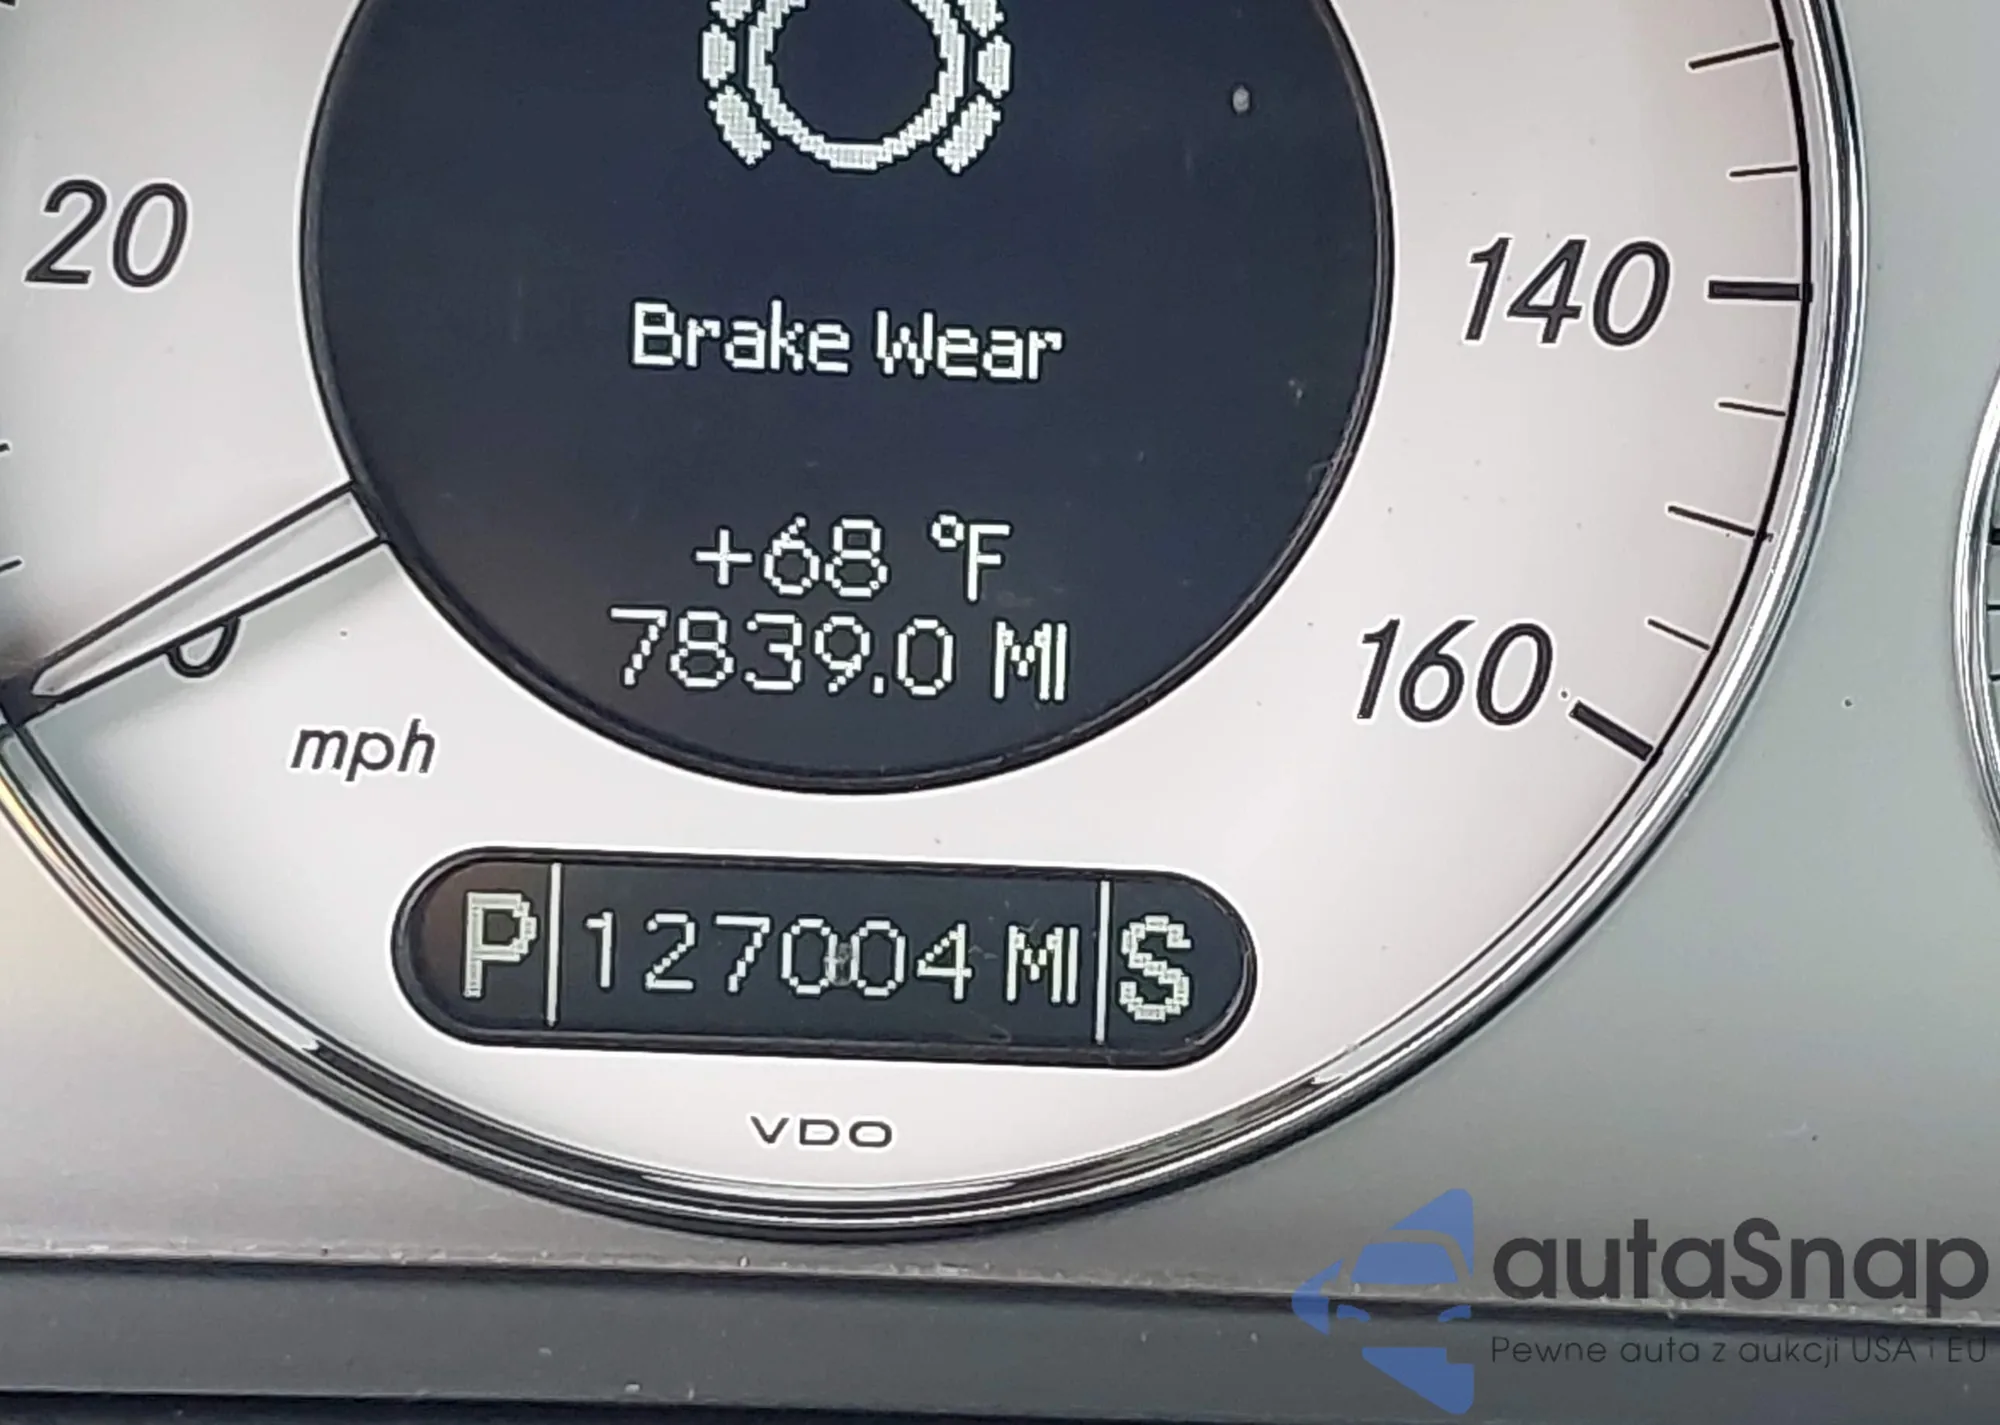 20
140
Brake Wear
+68 °F
7839.0 MI
160
mph
P 127004 MI S
VDO
autaSnap
Pewne auta z aukcji USA i EU